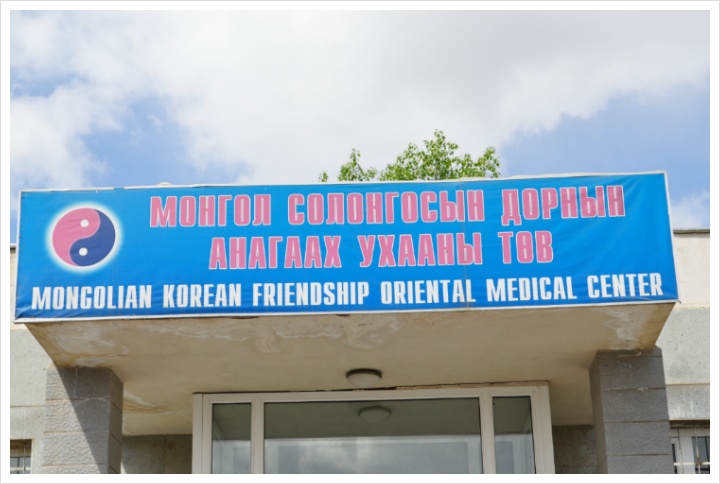 МОНГОЛ СОЛОНГОСЫН ДОРНЫН
АНАГААХ УХААНЫ ТӨВ
MONGOLIAN KOREAN FRIENDSHIP ORIENTAL MEDICAL CENTER